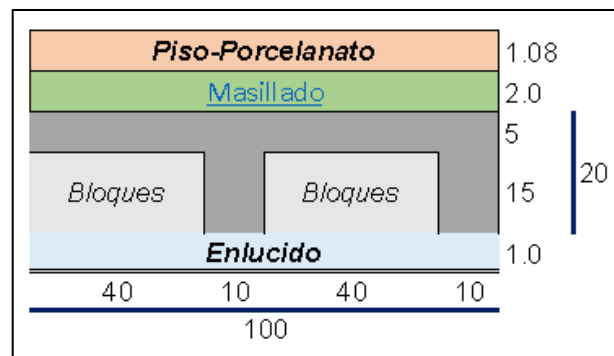 Piso-Porcelanato 1.08
Masillado 2.0
5
20
Bloques Bloques 15
Enlucido 1.0
40 10 40 10
100